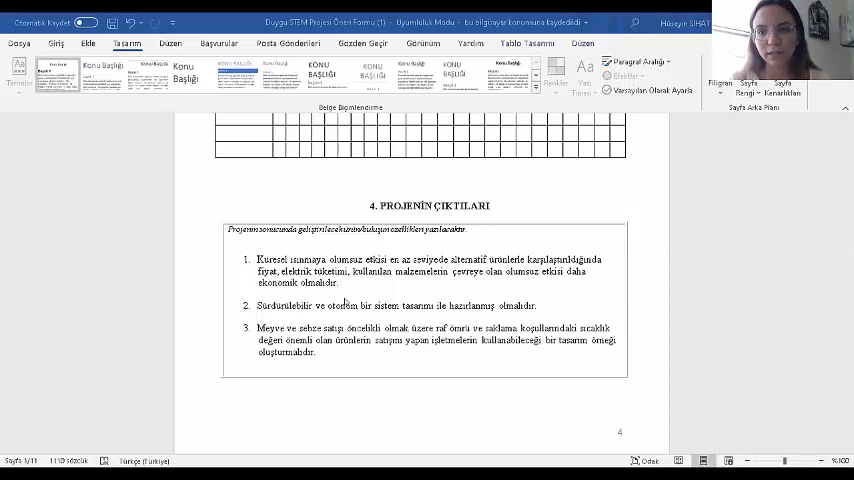 Otomatik Kaydet
Duygu STEM Projesi Öneri Formu (1) - Uyumluluk Modu - bu bilgisayar konumuna kaydedildi
Hüseyin SIHAT
Dosya Giriş Ekle Tasarım Düzen Başvurular Posta Gönderileri Gözden Geçir Görünüm Yardım Tablo Tasarımı Düzen
Temalar
Konu Başlığı
Konu
Başlığı
KONU
BAŞLIĞI
KONU
BAŞLIĞI
KONU
BAŞLIĞI
Renkler
Yazı
Tipleri
Paragraf Aralığı
Efektler
Varsayılan Olarak Ayarla
Filigran
Sayfa
Rengi
Sayfa
Kenarlıkları
Belge Biçimlendirme
Sayfa Arka Planı
4. PROJENİN ÇIKTILARI
Projenin sonucunda geliştirilecek ürün/buluşun özellikleri yazılacaktır.
1. Küresel ısınmaya olumsuz etkisi en az seviyede alternatif ürünlerle karşılaştırıldığında
fiyat, elektrik tüketimi, kullanılan malzemelerin çevreye olan olumsuz etkisi daha
ekonomik olmalıdır.
2. Sürdürülebilir ve otonom bir sistem tasarımı ile hazırlanmış olmalıdır.
3. Meyve ve sebze satışı öncelikli olmak üzere raf ömrü ve saklama koşullarındaki sıcaklık
değeri önemli olan ürünlerin satışını yapan işletmelerin kullanabileceği bir tasarım örneği
oluşturmalıdır.
4
Sayfa 1/11 1110 sözcük Türkçe (Türkiye)
Odak
%100